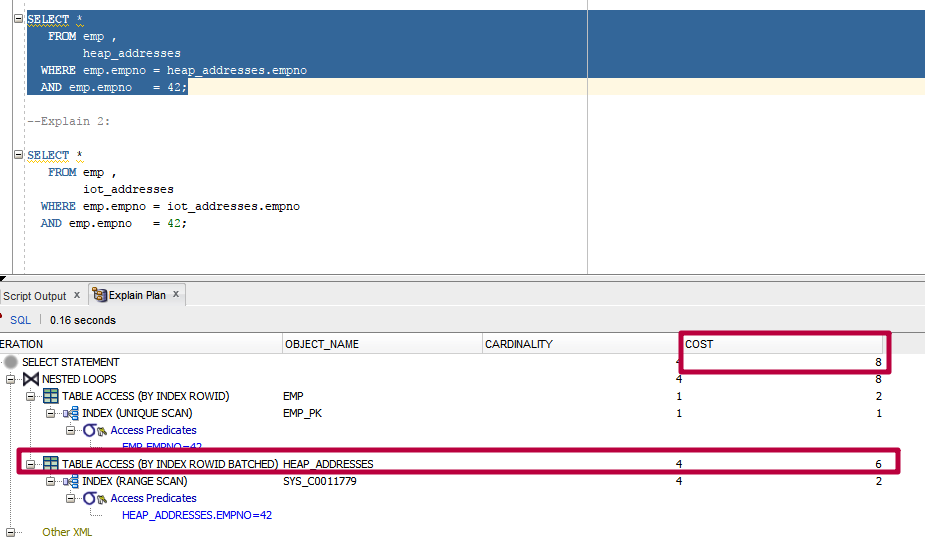 SELECT *
FROM emp ,
heap_addresses
WHERE emp.empno = heap_addresses.empno
AND emp.empno   = 42;
--Explain 2:
SELECT *
FROM emp ,
iot_addresses
WHERE emp.empno = iot_addresses.empno
AND emp.empno   = 42;
Script Output x Explain Plan x
SQL | 0.16 seconds
ERATION OBJECT_NAME CARDINALITY COST
SELECT STATEMENT 4 8
NESTED LOOPS 4 8
TABLE ACCESS (BY INDEX ROWID) EMP 1 2
INDEX (UNIQUE SCAN) EMP_PK 1 1
Access Predicates
EMP.EMPNO=42
TABLE ACCESS (BY INDEX ROWID BATCHED) HEAP_ADDRESSES 4 6
INDEX (RANGE SCAN) SYS_C0011779 4 2
Access Predicates
HEAP_ADDRESSES.EMPNO=42
Other XML